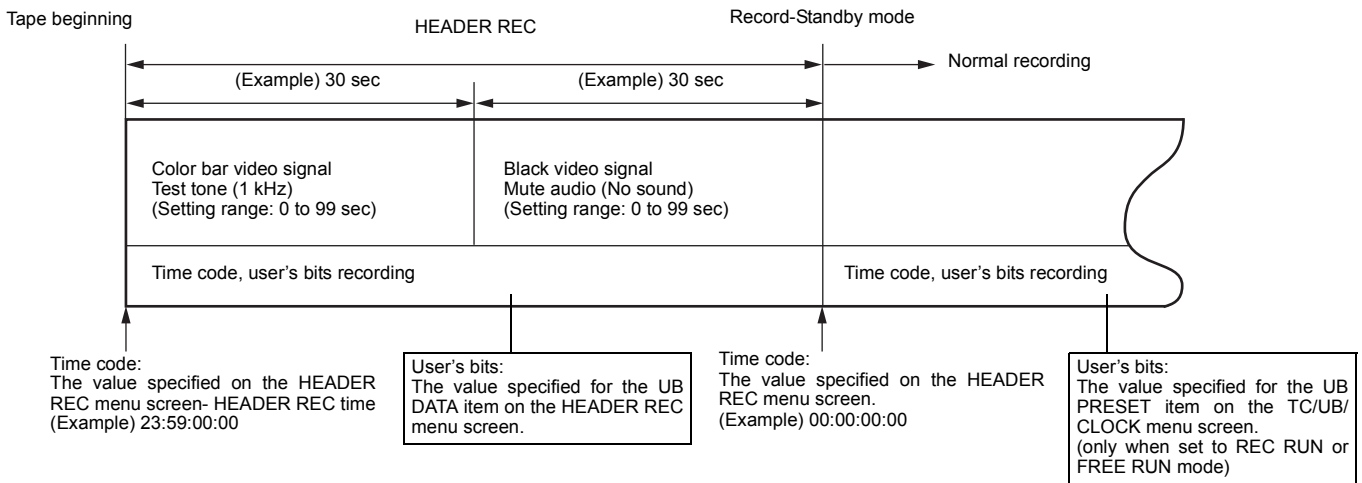 Tape beginning
HEADER REC
Record-Standby mode
Normal recording
(Example) 30 sec
(Example) 30 sec
Color bar video signal
Test tone (1 kHz)
(Setting range: 0 to 99 sec)
Black video signal
Mute audio (No sound)
(Setting range: 0 to 99 sec)
Time code, user's bits recording
Time code, user's bits recording
Time code:
The value specified on the HEADER
REC menu screen- HEADER REC time
(Example) 23:59:00:00
User's bits:
The value specified for the UB
DATA item on the HEADER REC
menu screen.
Time code:
The value specified on the HEADER
REC menu screen.
(Example) 00:00:00:00
User's bits:
The value specified for the UB
PRESET item on the TC/UB/
CLOCK menu screen.
(only when set to REC RUN or
FREE RUN mode)